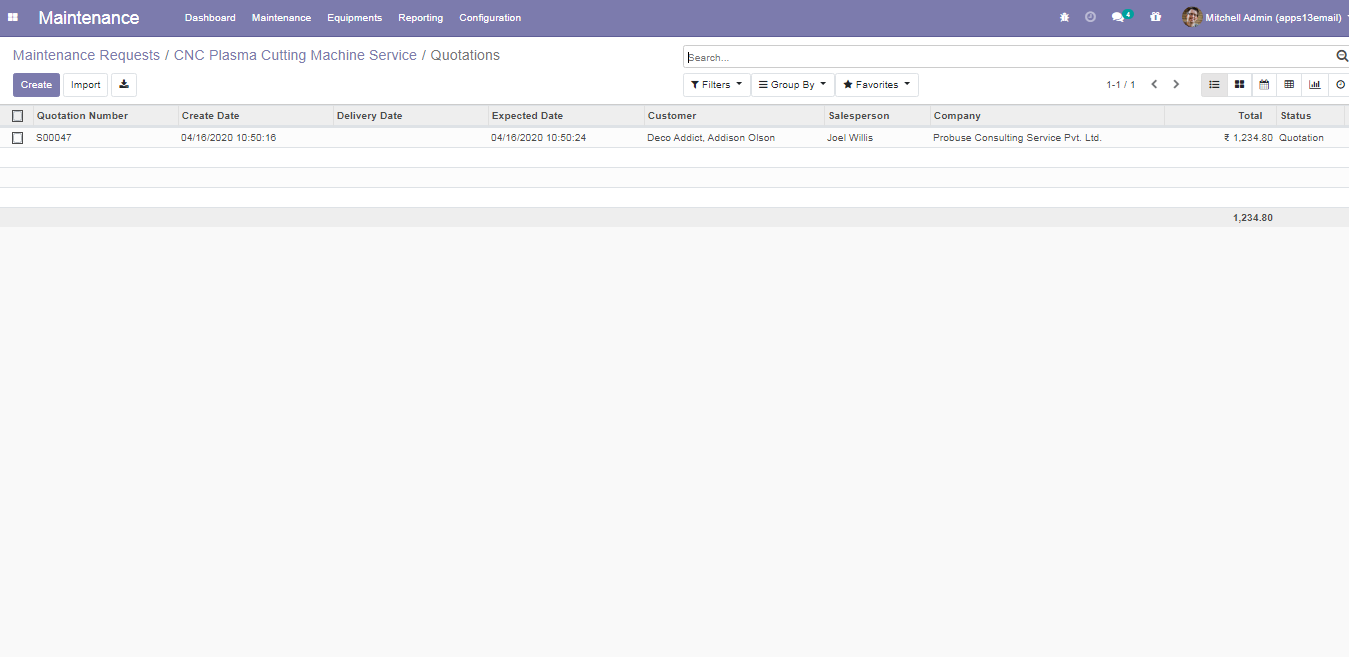 Maintenance Dashboard Maintenance Equipments Reporting Configuration 4 Mitchell Admin (apps13email)
Maintenance Requests / CNC Plasma Cutting Machine Service / Quotations
Search...
Create Import Filters Group By Favorites 1-1 / 1
Quotation Number Create Date Delivery Date Expected Date Customer Salesperson Company Total Status
S00047 04/16/2020 10:50:16 04/16/2020 10:50:24 Deco Addict, Addison Olson Joel Willis Probuse Consulting Service Pvt. Ltd. ₹ 1,234.80 Quotation
1,234.80